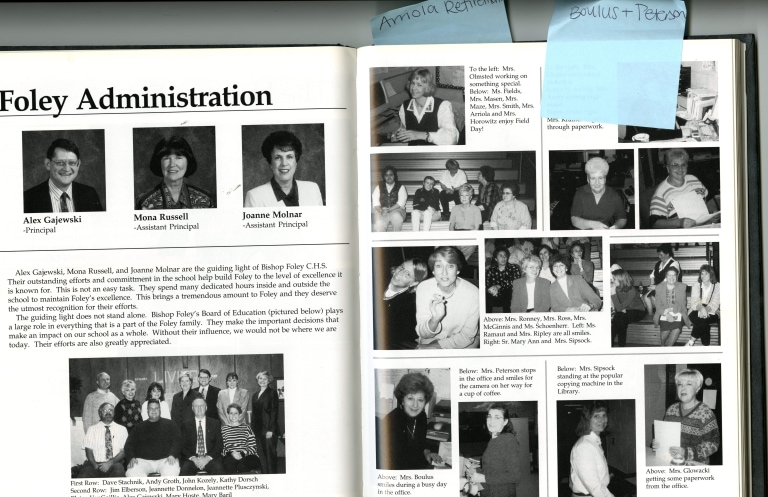 Arriola
Boulus + Peterson
Foley Administration
Alex Gajewski
-Principal
Mona Russell
-Assistant Principal
Joanne Molnar
-Assistant Principal
Alex Gajewski, Mona Russell, and Joanne Molnar are the guiding light of Bishop Foley C.H.S.
Their outstanding efforts and committment in the school help build Foley to the level of excellence it
is known for. This is not an easy task. They spend many dedicated hours inside and outside the
school to maintain Foley's excellence. This brings a tremendous amount to Foley and they deserve
the utmost recognition for their efforts.
The guiding light does not stand alone. Bishop Foley's Board of Education (pictured below) plays
a large role in everything that is a part of the Foley family. They make the important decisions that
make an impact on our school as a whole. Without their influence, we would not be where we are
today. Their efforts are also greatly appreciated.
First Row: Dave Stachnik, Andy Groth, John Kozely, Kathy Dorsch
Second Row: Jim Elberson, Jeannette Donnelon, Jeannette Plusczynski,
Alex Gajewski, Mary Hoste, Mary Baril
To the left: Mrs.
Olmsted working on
something special.
Below: Ms. Fields,
Mrs. Masen, Mrs.
Maze, Mrs. Smith, Mrs.
Arriola and Mrs.
Horowitz enjoy Field
Day!
through paperwork.
Above: Mrs. Ronney, Mrs. Ross, Mrs.
McGinnis and Ms. Schoenherr. Left: Ms.
Ramaut and Mrs. Ripley are all smiles.
Right: Sr. Mary Ann and Mrs. Sipsock.
Below: Mrs. Peterson stops
in the office and smiles for
the camera on her way for
a cup of coffee.
Below: Mrs. Sipsock
standing at the popular
copying machine in the
Library.
Above: Mrs. Boulus
smiles during a busy day
in the office.
Above: Mrs. Glowacki
getting some paperwork
from the office.